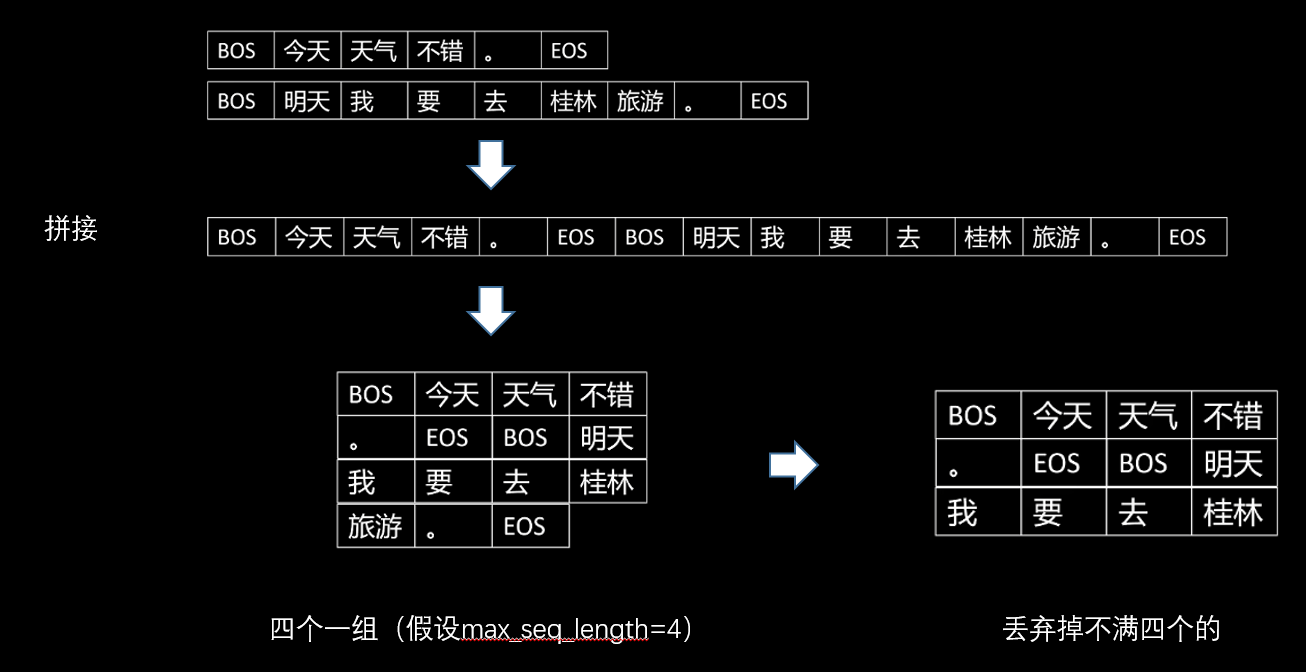 BOS 今天 天气 不错 。 EOS
BOS 明天 我 要 去 桂林 旅游 。 EOS
拼接
BOS 今天 天气 不错 。 EOS BOS 明天 我 要 去 桂林 旅游 。 EOS
BOS 今天 天气 不错
。 EOS BOS 明天
我 要 去 桂林
旅游 。 EOS
BOS 今天 天气 不错
。 EOS BOS 明天
我 要 去 桂林
四个一组（假设max_seq_length=4）
丢弃掉不满四个的